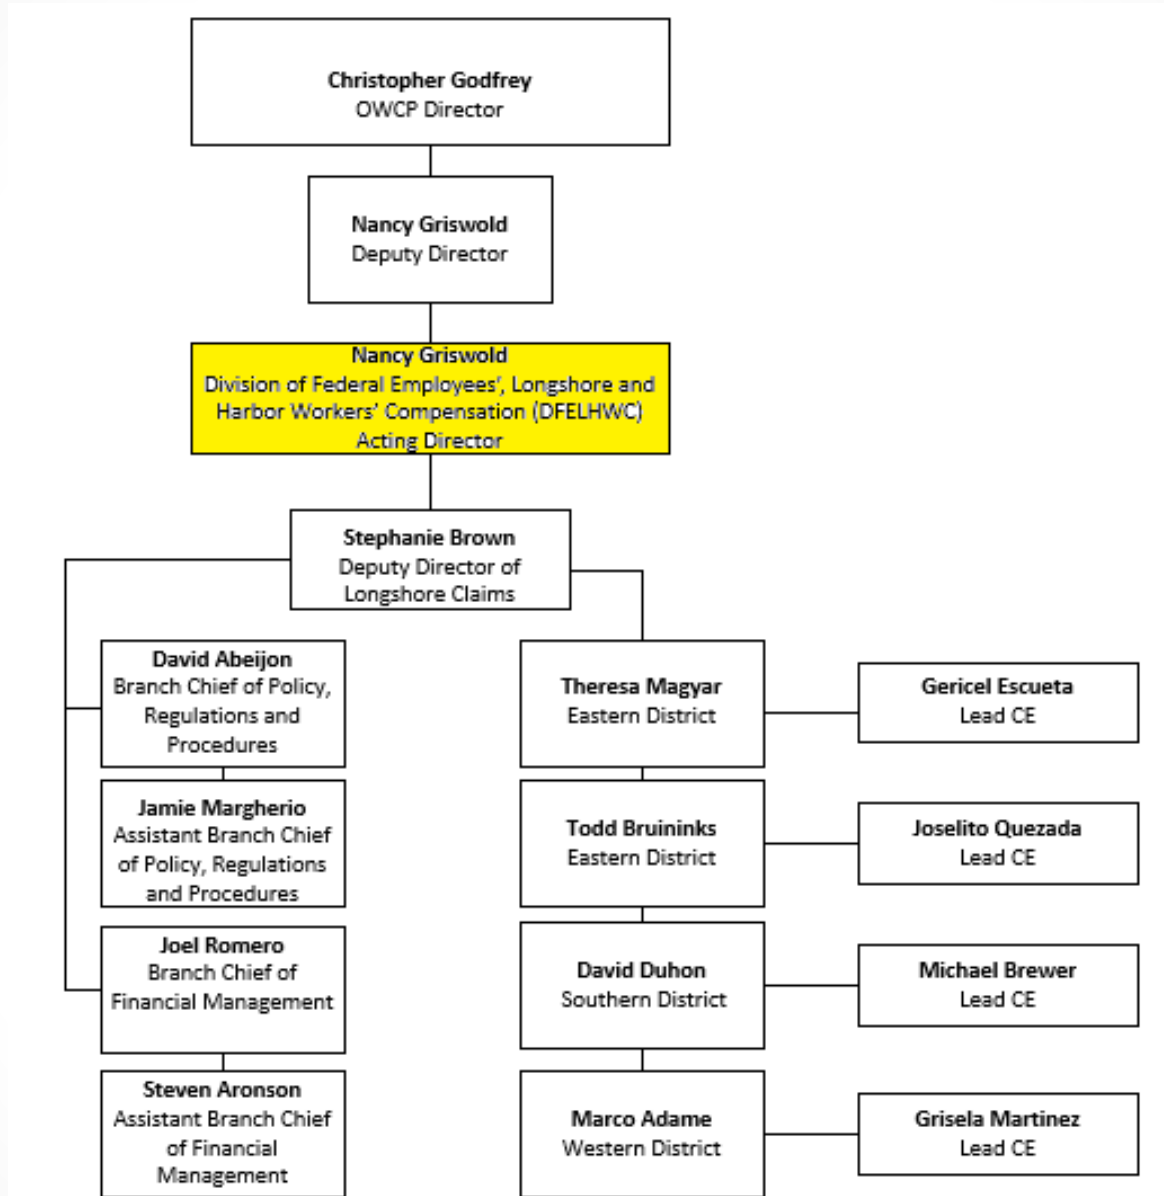 Christopher Godfrey
OWCP Director
Nancy Griswold
Deputy Director
Nancy Griswold
Division of Federal Employees’, Longshore and
Harbor Workers’ Compensation (DFELHWC)
Acting Director
Stephanie Brown
Deputy Director of
Longshore Claims
David Abeijon
Branch Chief of Policy,
Regulations and
Procedures
Jamie Margherio
Assistant Branch Chief
of Policy, Regulations
and Procedures
Joel Romero
Branch Chief of
Financial Management
Steven Aronson
Assistant Branch Chief
of Financial
Management
Theresa Magyar
Eastern District
Gericel Escueta
Lead CE
Todd Bruininks
Eastern District
Joselito Quezada
Lead CE
David Duhon
Southern District
Michael Brewer
Lead CE
Marco Adame
Western District
Grisela Martinez
Lead CE